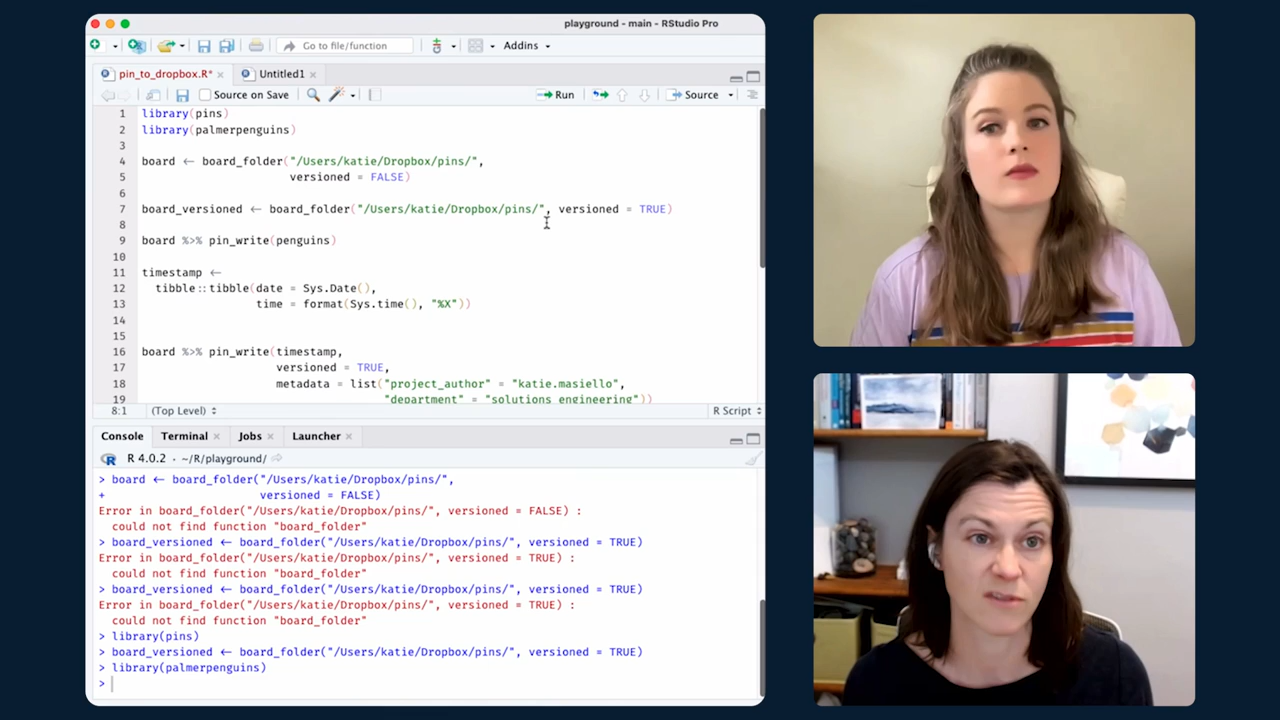 playground - main - RStudio Pro
Go to file/function
Addins
pin_to_dropbox.R*
Untitled1
Source on Save
Run
Source
1 library(pins)
2 library(palmerpenguins)
3
4 board ← board_folder("/Users/katie/Dropbox/pins/",
5 versioned = FALSE)
6
7 board_versioned ← board_folder("/Users/katie/Dropbox/pins/", versioned = TRUE)
8
9 board %>% pin_write(penguins)
10
11 timestamp ←
12 tibble::tibble(date = Sys.Date(),
13 time = format(Sys.time(), "%X"))
14
15
16 board %>% pin_write(timestamp,
17 versioned = TRUE,
18 metadata = list("project_author" = "katie.masiello",
19 "department" = "solutions engineering"))
8:1 (Top Level) R Script
Console Terminal Jobs Launcher
R 4.0.2 · ~/R/playground/
> board ← board_folder("/Users/katie/Dropbox/pins/",
+ versioned = FALSE)
Error in board_folder("/Users/katie/Dropbox/pins/", versioned = FALSE) :
could not find function "board_folder"
> board_versioned ← board_folder("/Users/katie/Dropbox/pins/", versioned = TRUE)
Error in board_folder("/Users/katie/Dropbox/pins/", versioned = TRUE) :
could not find function "board_folder"
> board_versioned ← board_folder("/Users/katie/Dropbox/pins/", versioned = TRUE)
Error in board_folder("/Users/katie/Dropbox/pins/", versioned = TRUE) :
could not find function "board_folder"
> library(pins)
> board_versioned ← board_folder("/Users/katie/Dropbox/pins/", versioned = TRUE)
> library(palmerpenguins)
>